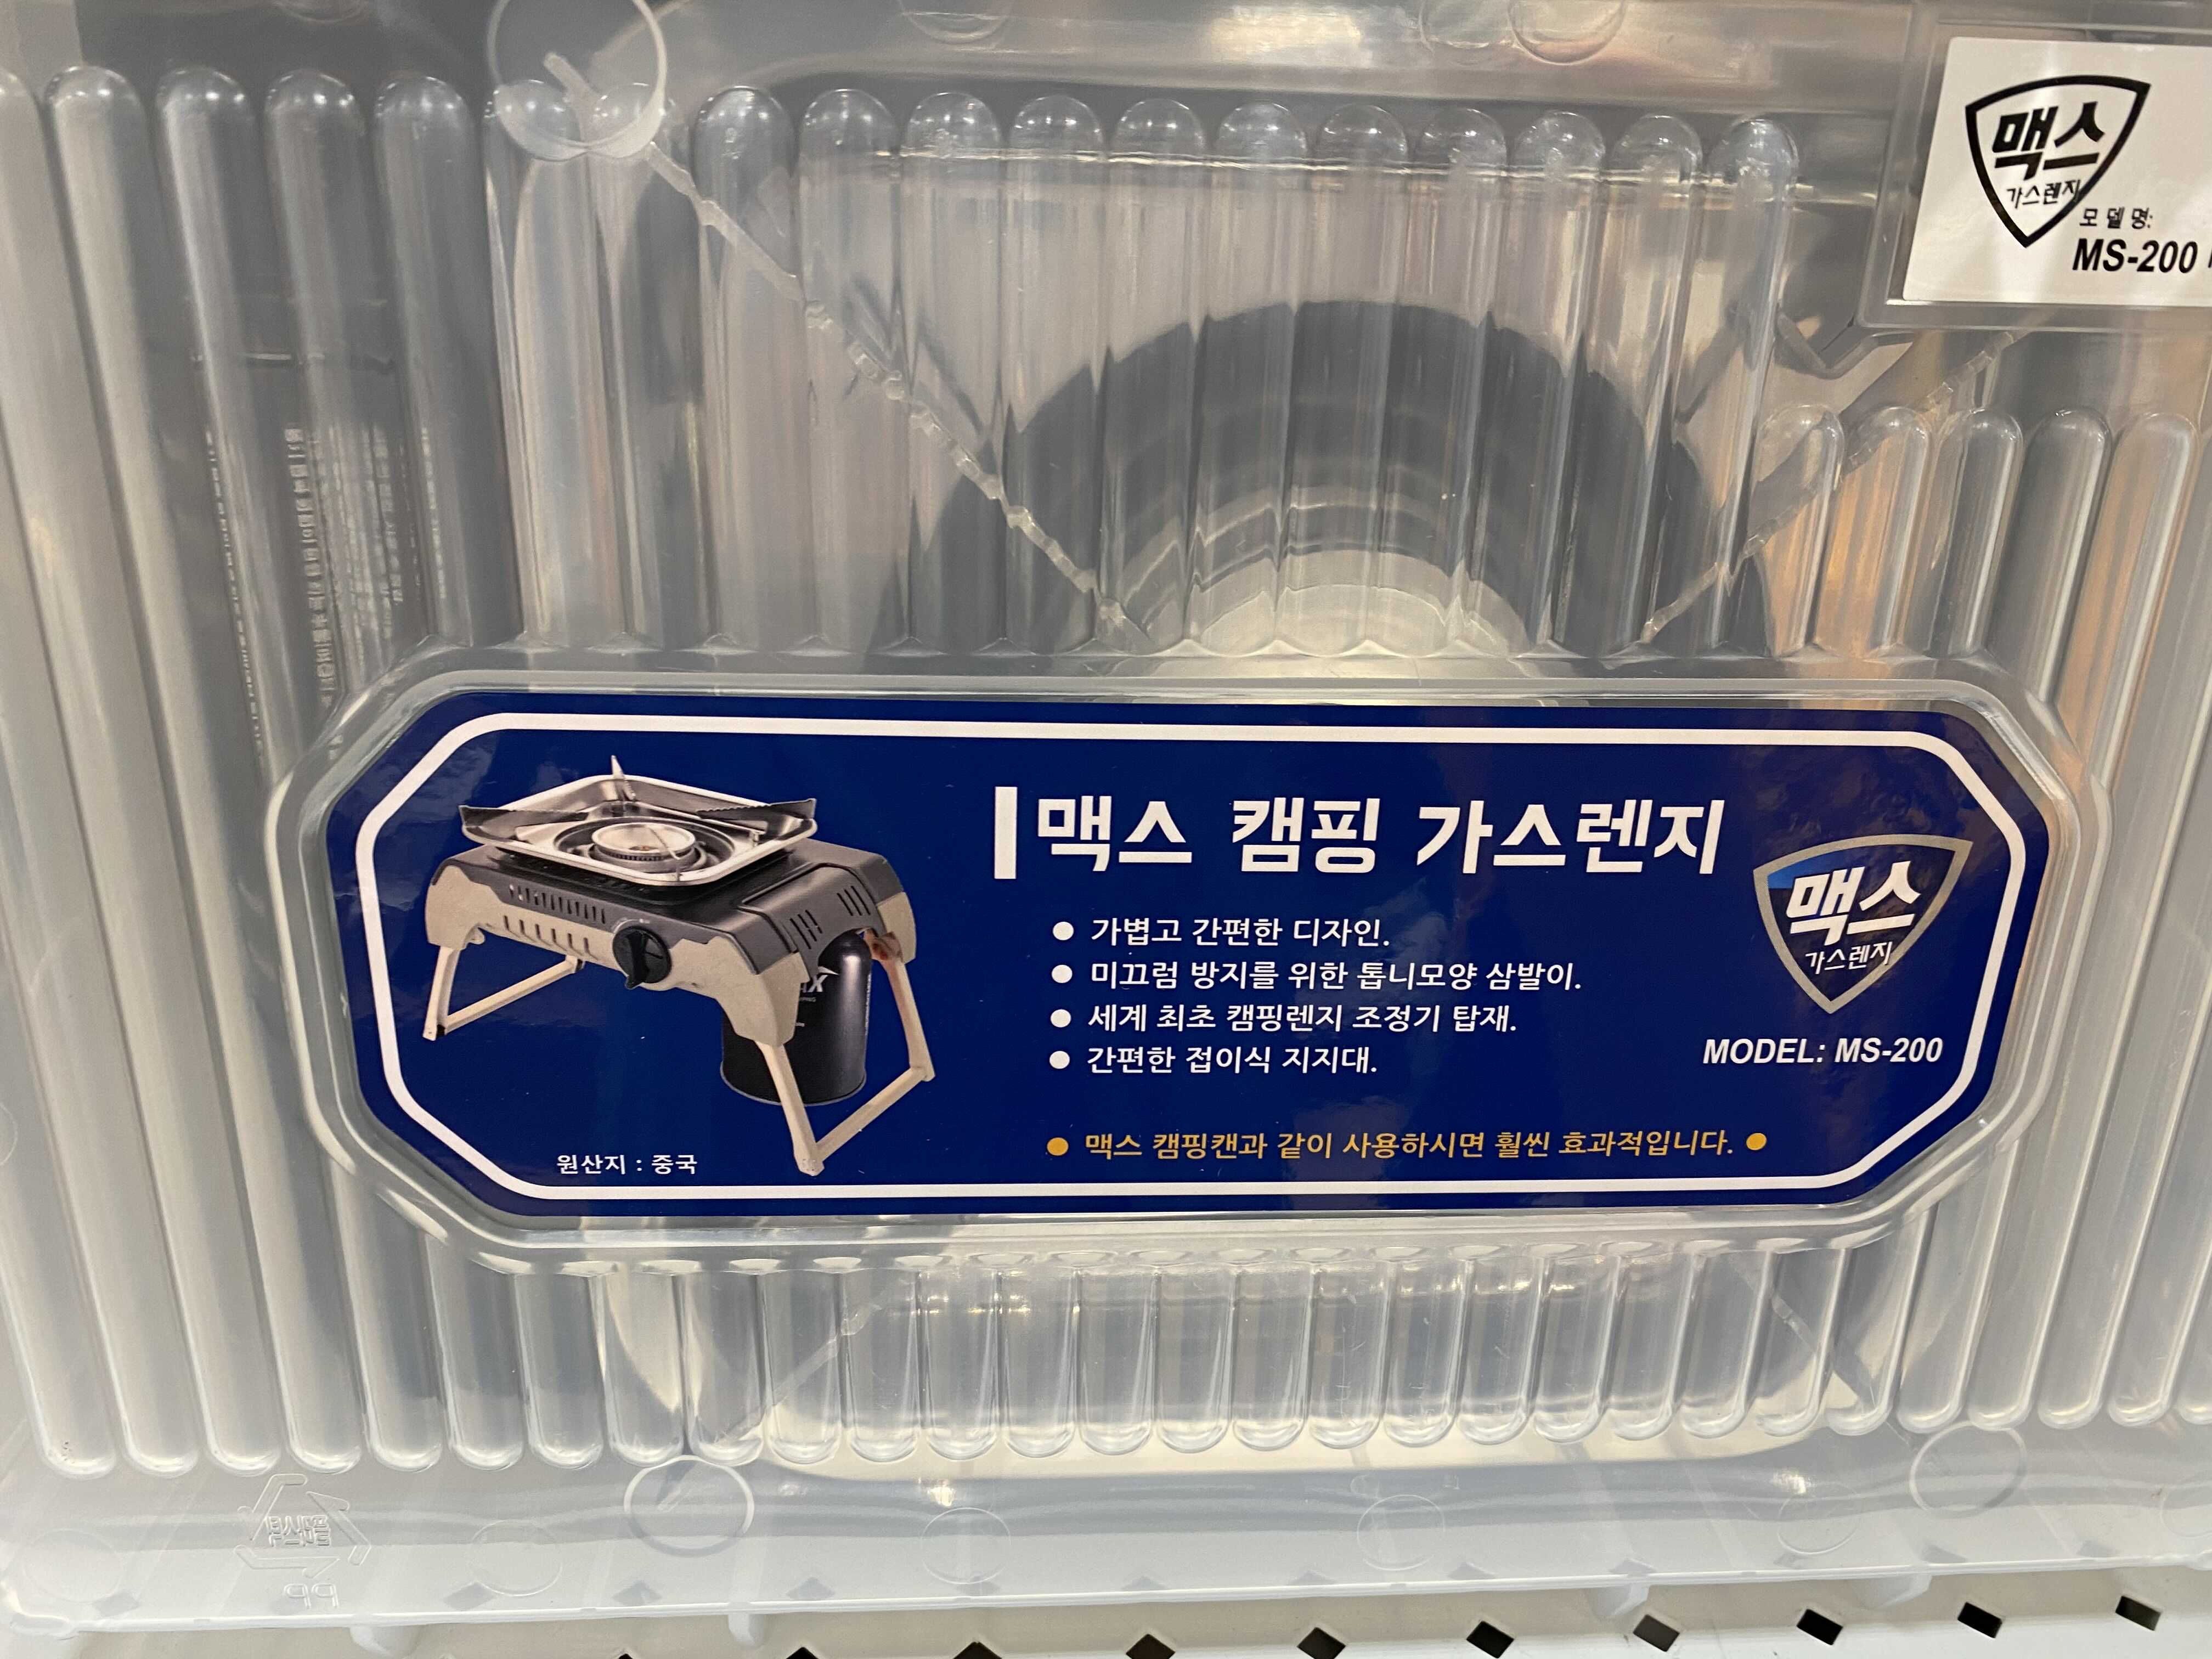 맥스
가스렌지
모델명:
MS-200
맥스 캠핑 가스렌지
맥스
가스렌지
가볍고 간편한 디자인.
미끄럼 방지를 위한 톱니모양 삼발이.
세계 최초 캠핑렌지 조정기 탑재.
간편한 접이식 지지대.
MODEL: MS-200
맥스 캠핑캔과 같이 사용하시면 훨씬 효과적입니다.
원산지 : 중국
PP